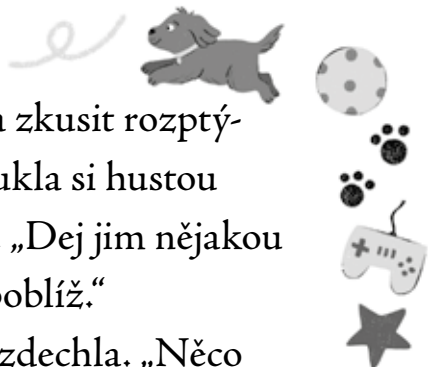 a zkusit rozptý-
ukla si hustou
„Dej jim nějakou
poblíž.“
zdechla. „Něco